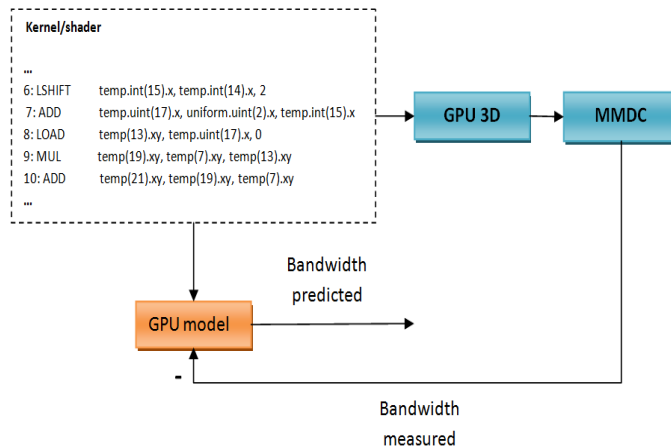 Kernel/shader
...
6: LSHIFT temp.int(15).x, temp.int(14).x, 2
7: ADD temp.uint(17).x, uniform.uint(2).x, temp.int(15).x
8: LOAD temp(13).xy, temp.uint(17).x, 0
9: MUL temp(19).xy, temp(7).xy, temp(13).xy
10: ADD temp(21).xy, temp(19).xy, temp(7).xy
...
GPU 3D
MMDC
Bandwidth
predicted
GPU model
-
Bandwidth
measured